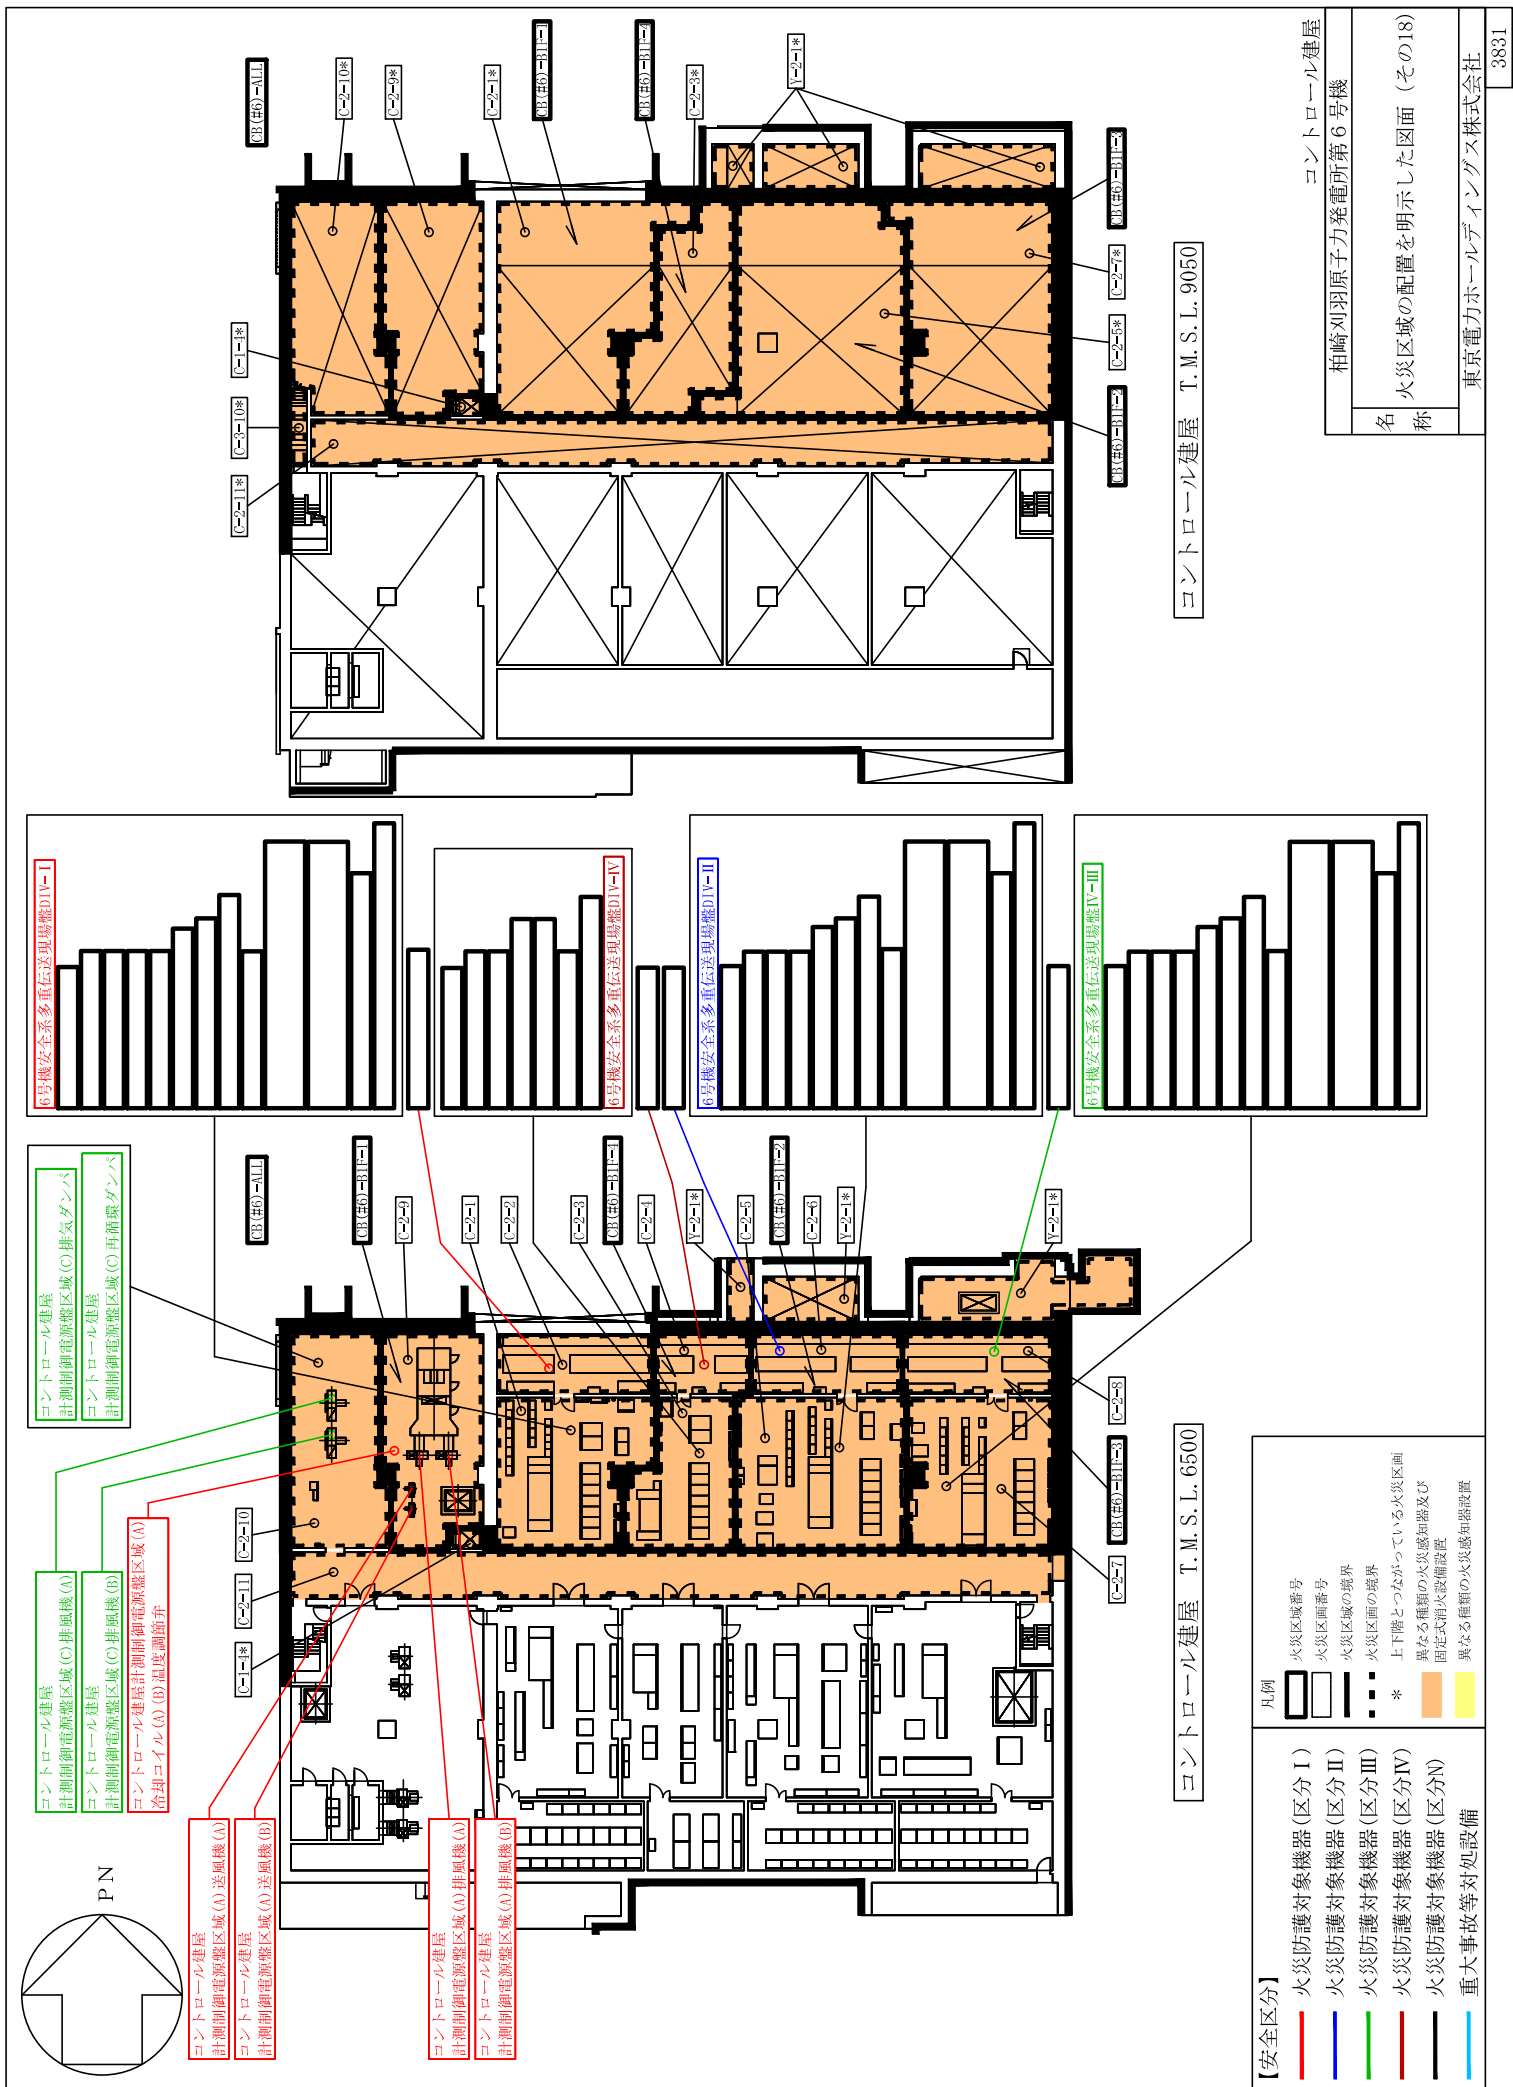 コントロール建屋
計測制御電源盤区域(A)送風機(A)
コントロール建屋
計測制御電源盤区域(A)送風機(B)
コントロール建屋
計測制御電源盤区域(A)排風機(A)
コントロール建屋
計測制御電源盤区域(A)排風機(B)
PN
コントロール建屋
計測制御電源盤区域(C)排風機(A)
コントロール建屋
計測制御電源盤区域(C)排風機(B)
コントロール建屋計測制御電源盤区域(A)
冷却コイル(A)(B)温度調節弁
コントロール建屋
計測制御電源盤区域(C)排気ダンパ
コントロール建屋
計測制御電源盤区域(C)再循環ダンパ
C-1-4*
C-2-11
C-2-10
CB(#6)-ALL
CB(#6)-B1F-1
C-2-9
C-2-1
C-2-2
C-2-3
CB(#6)-B1F-4
C-2-4
Y-2-1*
C-2-5
CB(#6)-B1F-2
C-2-6
Y-2-1*
Y-2-1*
C-2-7
CB(#6)-B1F-3
C-2-8
コントロール建屋 T.M.S.L.6500
6号機安全系多重伝送現場盤DIV-I
6号機安全系多重伝送現場盤DIV-IV
6号機安全系多重伝送現場盤DIV-II
6号機安全系多重伝送現場盤IV-III
C-2-11*
C-3-10*
C-1-4*
CB(#6)-ALL
C-2-10*
C-2-9*
C-2-1*
CB(#6)-B1F-1
CB(#6)-B1F-4
C-2-3*
Y-2-1*
CB(#6)-B1F-2
C-2-5*
C-2-7*
CB(#6)-B1F-3
コントロール建屋 T.M.S.L.9050
【安全区分】
火災防護対象機器(区分Ⅰ)
火災防護対象機器(区分Ⅱ)
火災防護対象機器(区分Ⅲ)
火災防護対象機器(区分Ⅳ)
火災防護対象機器(区分N)
重大事故等対処設備
凡例
火災区域番号
火災区画番号
火災区域の境界
火災区画の境界
* 上下階とつながっている火災区画
異なる種類の火災感知器及び
固定式消火設備設置
異なる種類の火災感知器設置
コントロール建屋
柏崎刈羽原子力発電所第6号機
名称
火災区域の配置を明示した図面(その18)
東京電力ホールディングス株式会社
3831